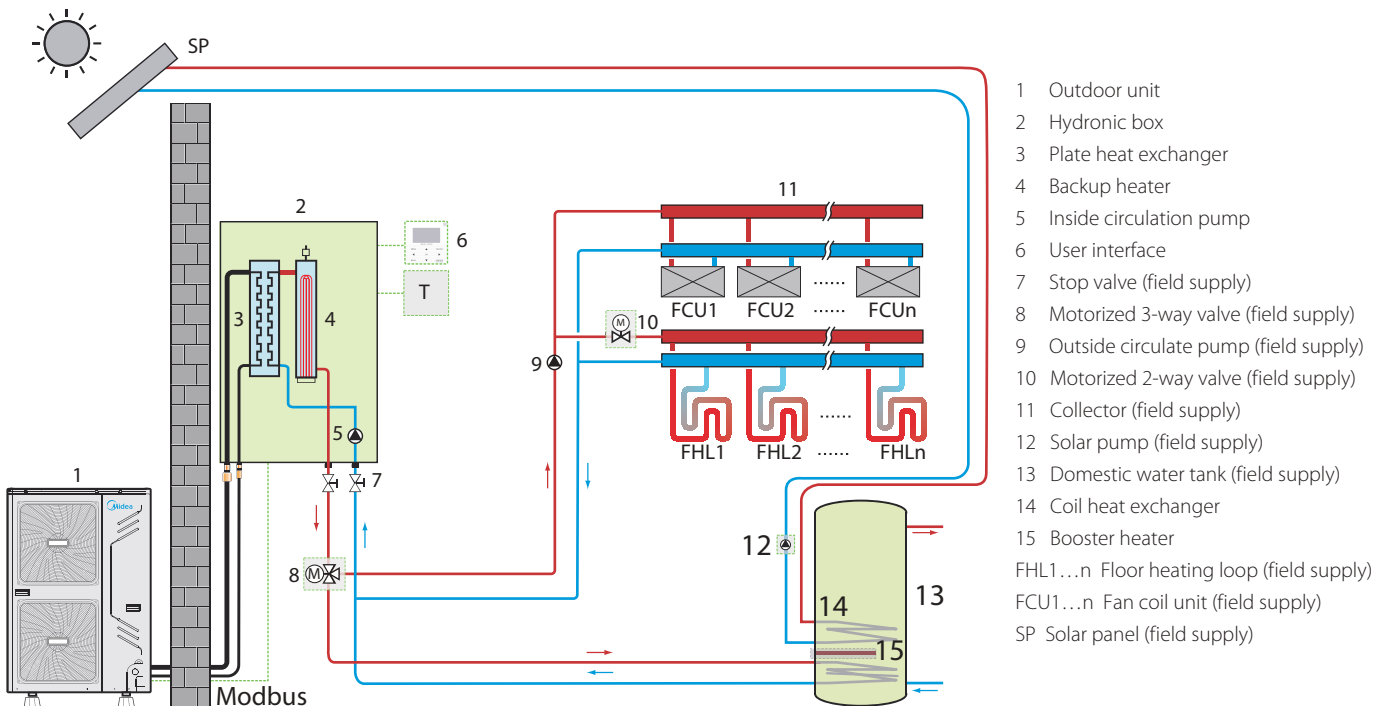 SP
2
6
T
3
4
5
7
1
Midea
M
8
Modbus
11
FCU1 FCU2 ...... FCUn
......
M
10
9
FHL1 FHL2 ...... FHLn
......
12
13
14
15
1 Outdoor unit
2 Hydronic box
3 Plate heat exchanger
4 Backup heater
5 Inside circulation pump
6 User interface
7 Stop valve (field supply)
8 Motorized 3-way valve (field supply)
9 Outside circulate pump (field supply)
10 Motorized 2-way valve (field supply)
11 Collector (field supply)
12 Solar pump (field supply)
13 Domestic water tank (field supply)
14 Coil heat exchanger
15 Booster heater
FHL1…n Floor heating loop (field supply)
FCU1…n Fan coil unit (field supply)
SP Solar panel (field supply)